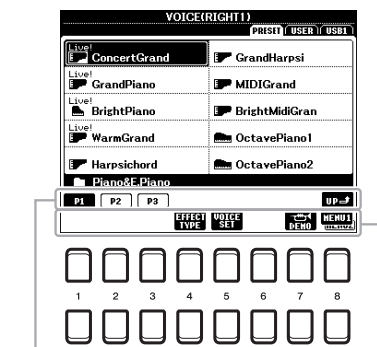 VOICE(RIGHT1)
PRESET USER USB1
Live!
ConcertGrand
GrandHarpsi
Live!
GrandPiano
MIDIGrand
Live!
BrightPiano
BrightMidiGran
Live!
WarmGrand
OctavePiano1
Harpsichord
OctavePiano2
Piano&E.Piano
P1 P2 P3 UP
EFFECT TYPE VOICE SET DEMO MENU1
MENU2
1 2 3 4 5 6 7 8